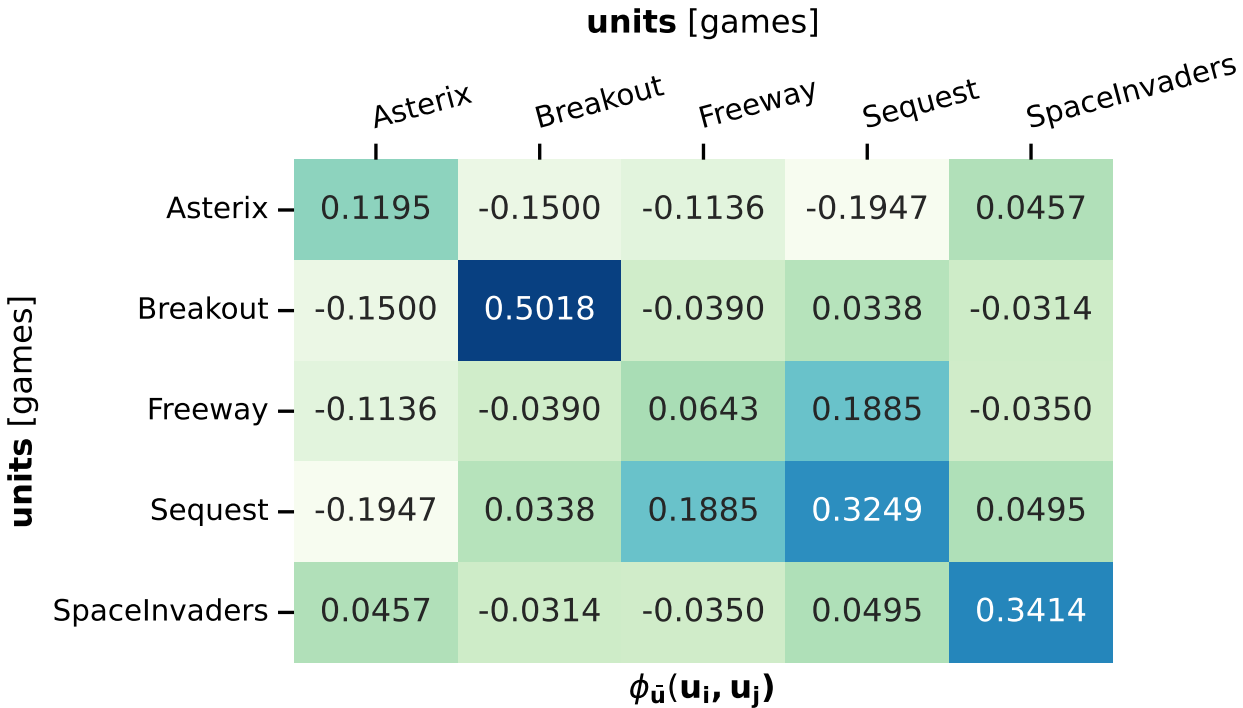 units [games]
Asterix Breakout Freeway Sequest SpaceInvaders
Asterix 0.1195 -0.1500 -0.1136 -0.1947 0.0457
Breakout -0.1500 0.5018 -0.0390 0.0338 -0.0314
Freeway -0.1136 -0.0390 0.0643 0.1885 -0.0350
Sequest -0.1947 0.0338 0.1885 0.3249 0.0495
SpaceInvaders 0.0457 -0.0314 -0.0350 0.0495 0.3414
units [games]
ϕ_ū(u_i, u_j)